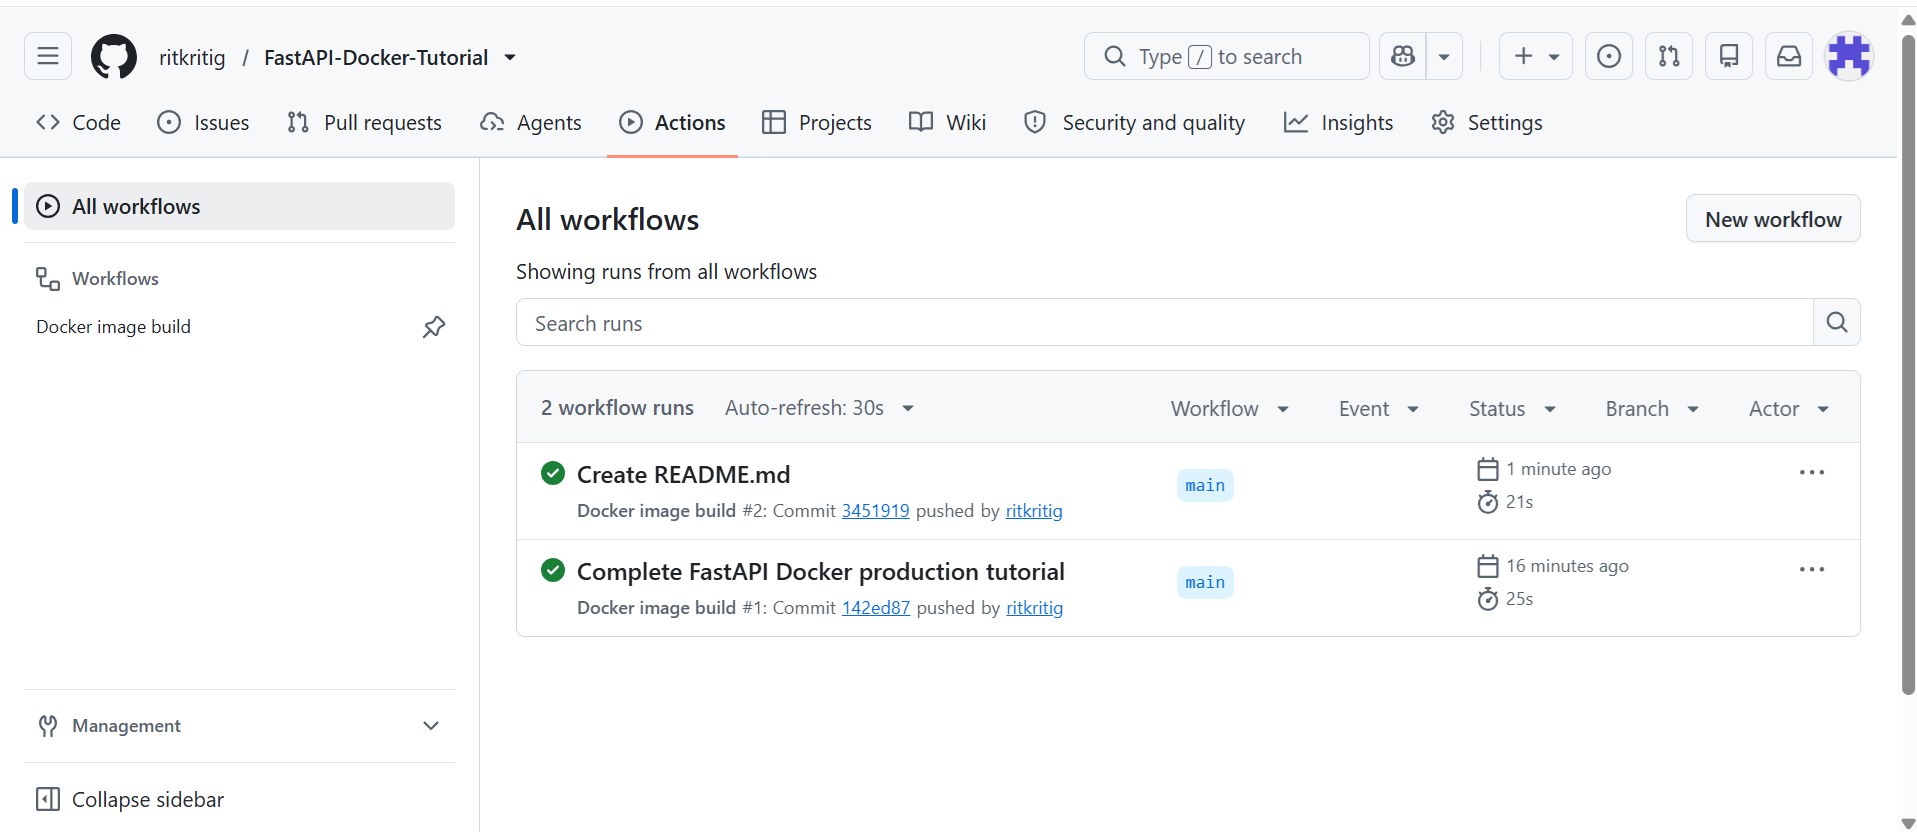 ritkritig / FastAPI-Docker-Tutorial
Type / to search
Code Issues Pull requests Agents Actions Projects Wiki Security and quality Insights Settings
All workflows
Workflows
Docker image build
Management
Collapse sidebar
All workflows
New workflow
Showing runs from all workflows
Search runs
2 workflow runs Auto-refresh: 30s Workflow Event Status Branch Actor
Create README.md
Docker image build #2: Commit 3451919 pushed by ritkritig
main
1 minute ago
21s
Complete FastAPI Docker production tutorial
Docker image build #1: Commit 142ed87 pushed by ritkritig
main
16 minutes ago
25s